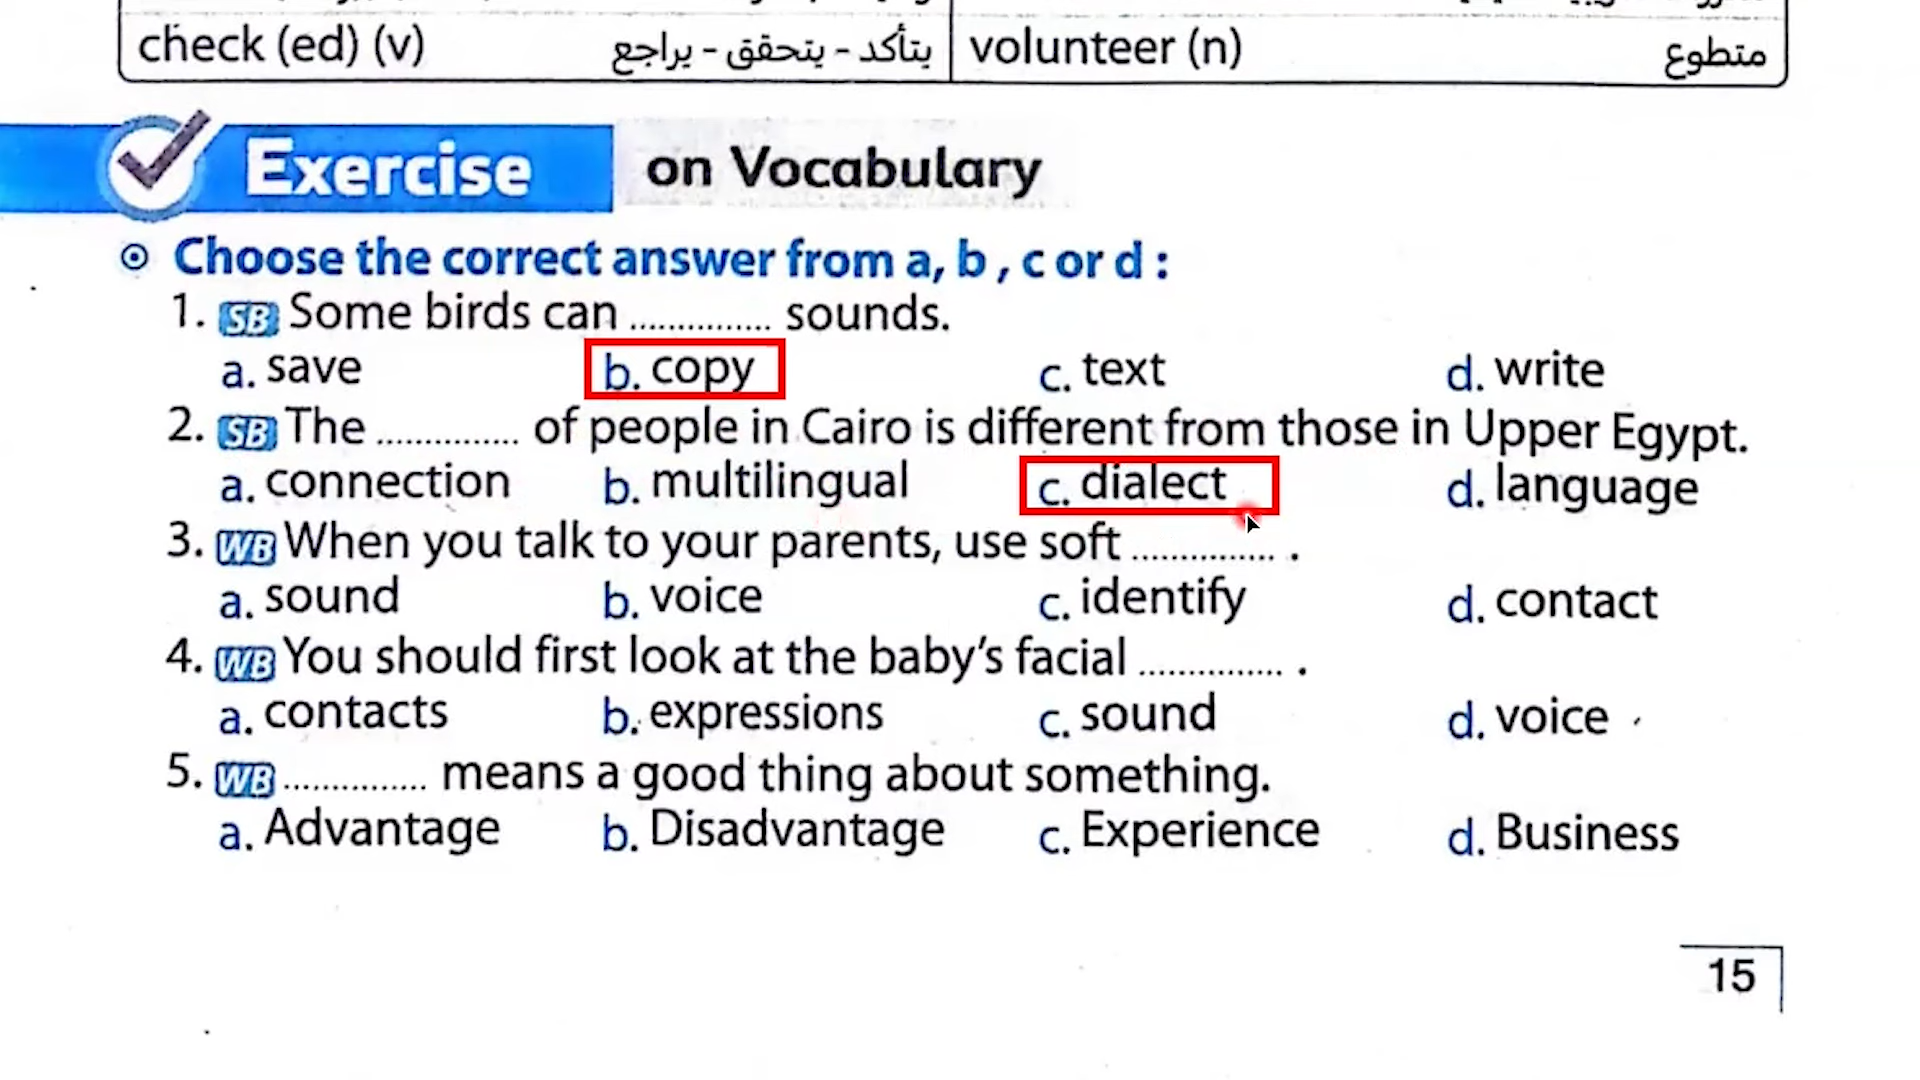 check (ed) (v) يتأكد - يتحقق - يراجع volunteer (n) متطوع
Exercise on Vocabulary
Choose the correct answer from a, b , c or d :
1. SB Some birds can ............... sounds.
a. save b. copy c. text d. write
2. SB The ............... of people in Cairo is different from those in Upper Egypt.
a. connection b. multilingual c. dialect d. language
3. WB When you talk to your parents, use soft ............... .
a. sound b. voice c. identify d. contact
4. WB You should first look at the baby's facial ............... .
a. contacts b. expressions c. sound d. voice
5. WB ............... means a good thing about something.
a. Advantage b. Disadvantage c. Experience d. Business
15